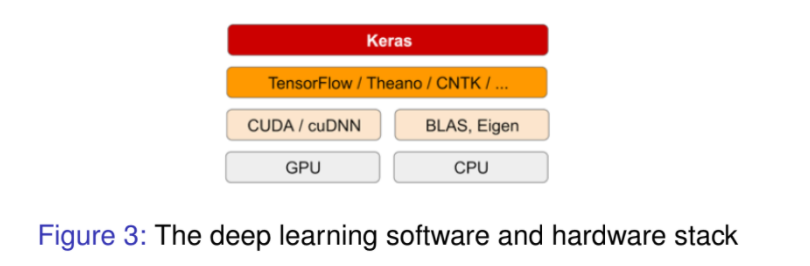 Keras
TensorFlow / Theano / CNTK / ...
CUDA / cuDNN
BLAS, Eigen
GPU
CPU
Figure 3: The deep learning software and hardware stack